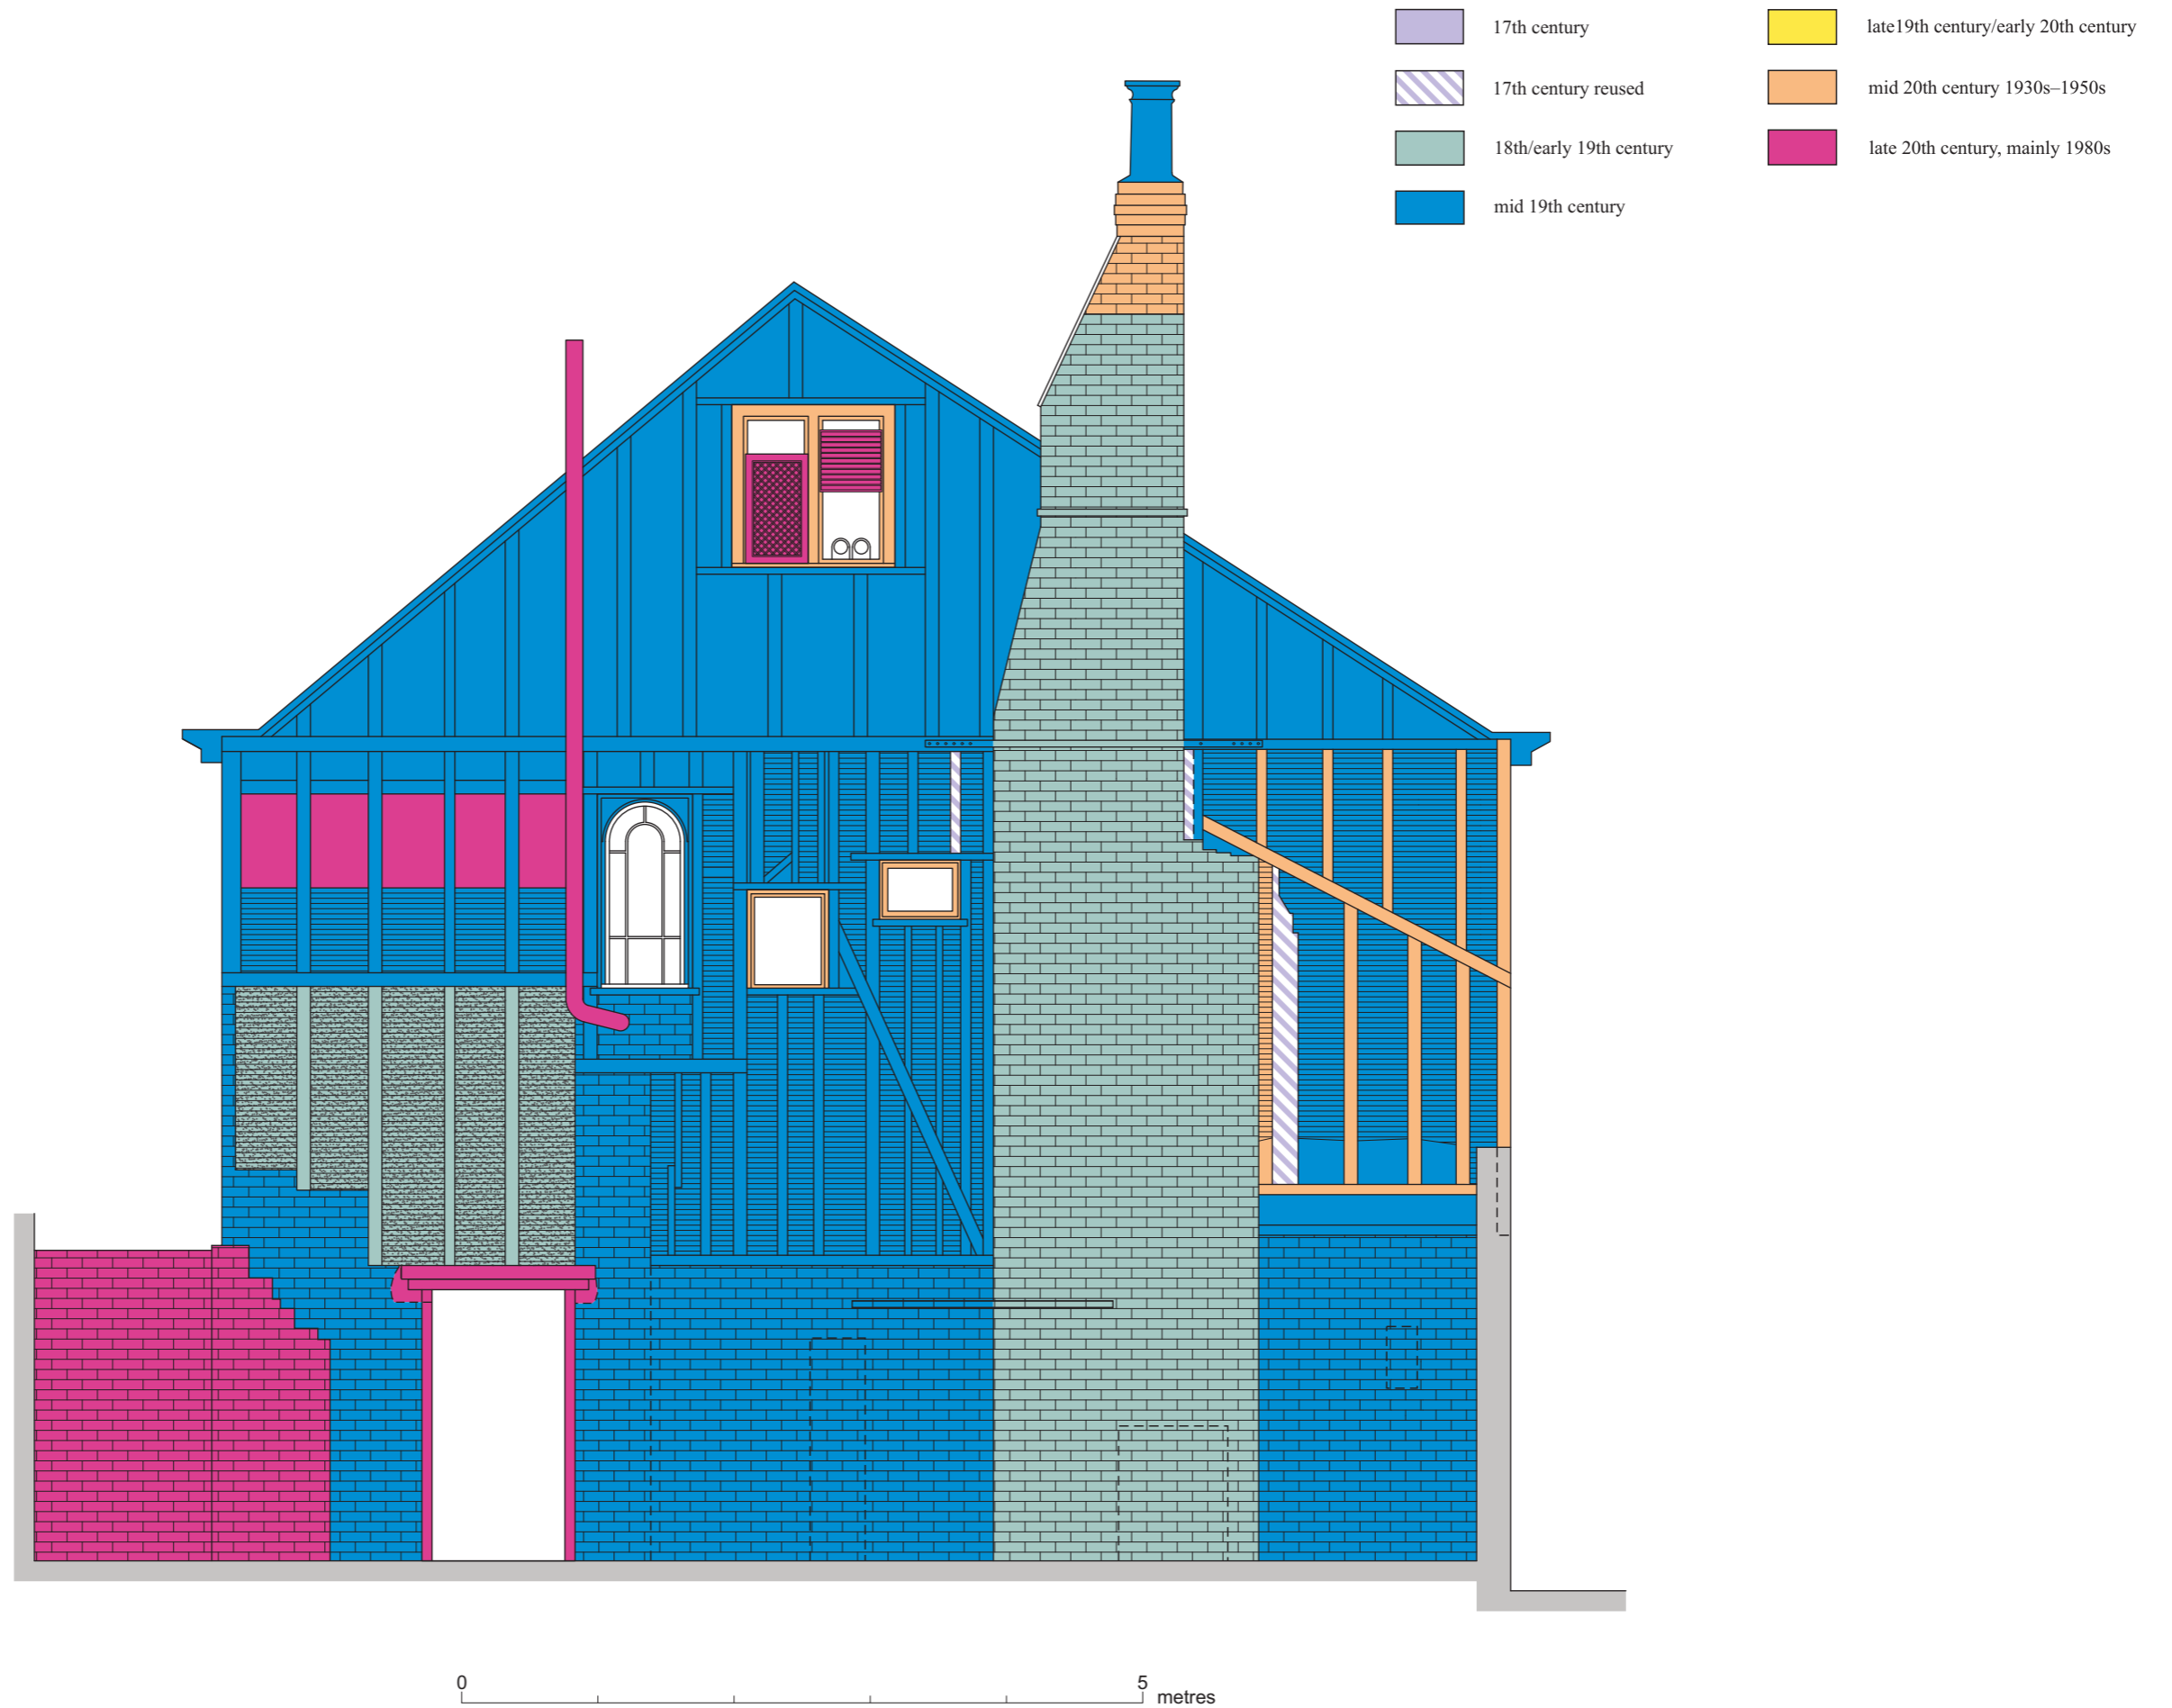 17th century
17th century reused
18th/early 19th century
mid 19th century
late19th century/early 20th century
mid 20th century 1930s–1950s
late 20th century, mainly 1980s
0 5
metres